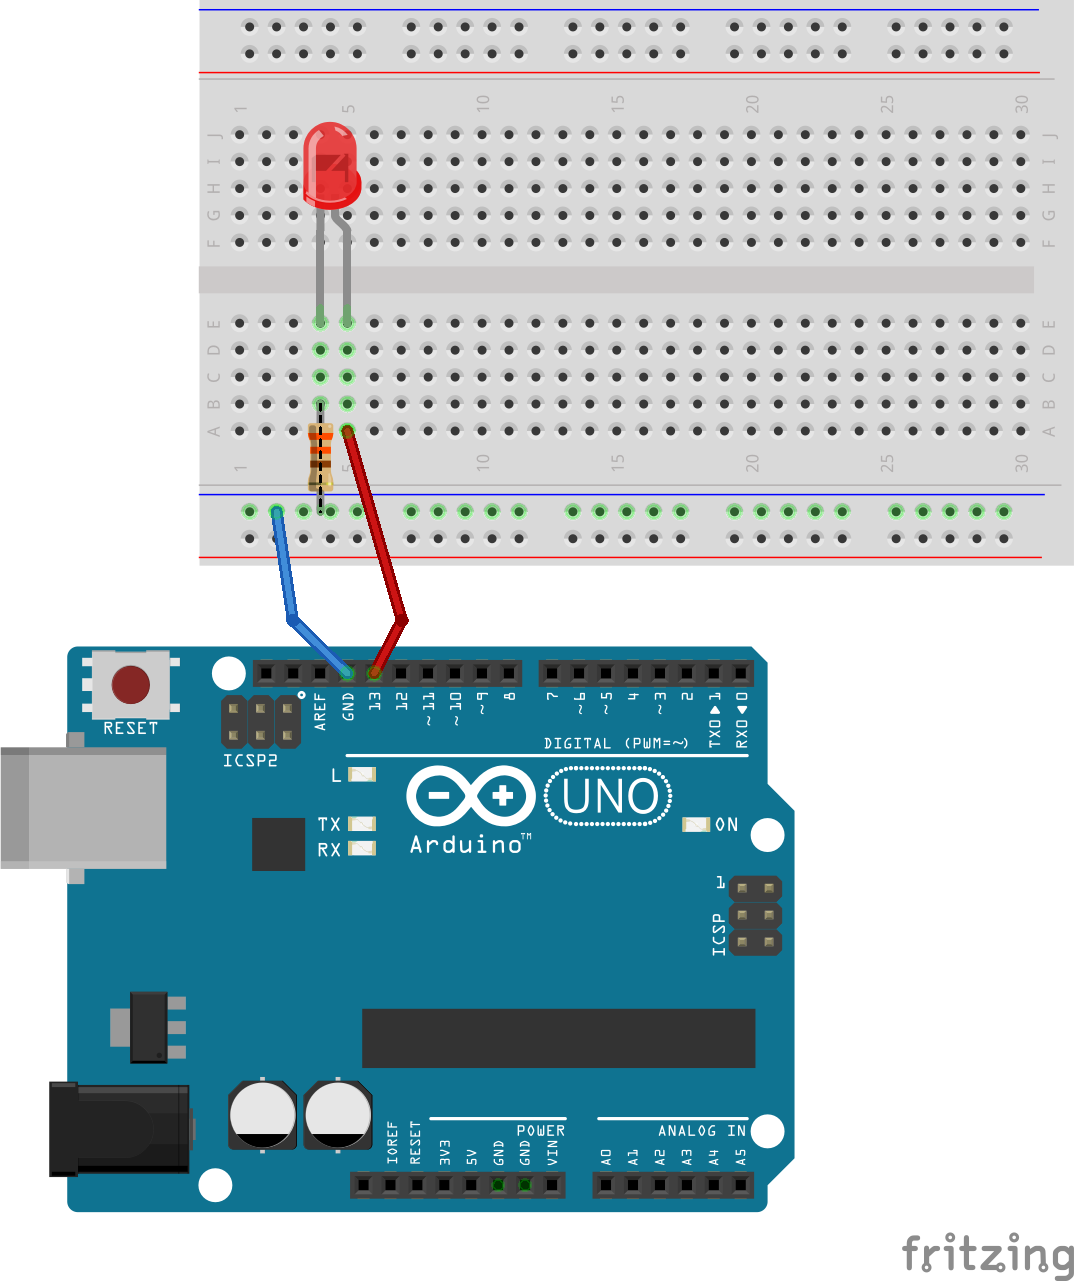 1 5 10 15 20 25 30
J J
I I
H H
G G
F F
E E
D D
C C
B B
A A
1 5 10 15 20 25 30
RESET
ICSP2
AREF
GND
13
12
~11
~10
~9
8
7
~6
~5
4
~3
2
TX0▶1
RX0◀0
DIGITAL (PWM=~)
L
TX
RX
UNO
Arduino™
ON
1
ICSP
POWER
ANALOG IN
IOREF
RESET
3V3
5V
GND
GND
VIN
A0
A1
A2
A3
A4
A5
fritzing